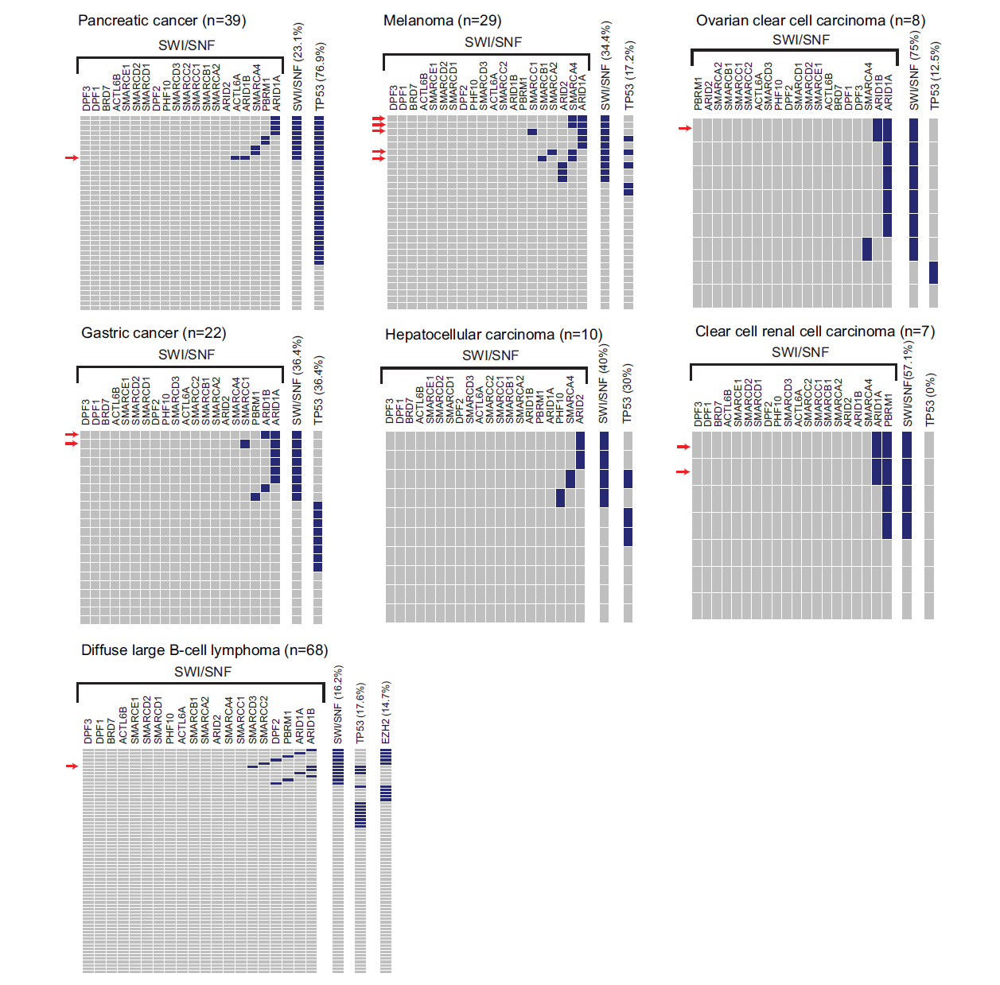 Pancreatic cancer (n=39)
SWI/SNF
DPF3
DPF1
BRD7
ACTL6B
SMARCE1
SMARCD2
SMARCD1
DPF2
PHF10
SMARCD3
SMARCC2
SMARCC1
SMARCB1
SMARCA2
ARID2
ACTL6A
ARID1B
SMARCA4
PBRM1
ARID1A
SWI/SNF (23.1%)
TP53 (76.9%)
Melanoma (n=29)
SWI/SNF
DPF3
DPF1
BRD7
ACTL6B
SMARCE1
SMARCD2
SMARCD1
DPF2
PHF10
SMARCD3
ACTL6A
SMARCC2
ARID1B
PBRM1
SMARCC1
SMARCB1
SMARCA2
ARID2
SMARCA4
ARID1A
SWI/SNF (34.4%)
TP53 (17.2%)
Ovarian clear cell carcinoma (n=8)
SWI/SNF
PBRM1
ARID2
SMARCA2
SMARCB1
SMARCC1
SMARCC2
ACTL6A
SMARCD3
PHF10
DPF2
SMARCD1
SMARCD2
SMARCE1
ACTL6B
BRD7
DPF1
DPF3
SMARCA4
ARID1B
ARID1A
SWI/SNF (75%)
TP53 (12.5%)
Gastric cancer (n=22)
SWI/SNF
DPF3
DPF1
BRD7
ACTL6B
SMARCE1
SMARCD2
SMARCD1
DPF2
PHF10
SMARCD3
ACTL6A
SMARCC2
SMARCB1
SMARCA2
ARID2
SMARCA4
SMARCC1
PBRM1
ARID1B
ARID1A
SWI/SNF (36.4%)
TP53 (36.4%)
Hepatocellular carcinoma (n=10)
SWI/SNF
DPF3
DPF1
BRD7
ACTL6B
SMARCE1
SMARCD2
SMARCD1
DPF2
SMARCD3
ACTL6A
SMARCC2
SMARCC1
SMARCB1
SMARCA2
ARID1B
PBRM1
ARID1A
PHF10
SMARCA4
ARID2
SWI/SNF (40%)
TP53 (30%)
Clear cell renal cell carcinoma (n=7)
SWI/SNF
DPF3
DPF1
BRD7
ACTL6B
SMARCE1
SMARCD2
SMARCD1
DPF2
PHF10
SMARCD3
ACTL6A
SMARCC2
SMARCC1
SMARCB1
SMARCA2
ARID2
ARID1B
SMARCA4
ARID1A
PBRM1
SWI/SNF(57.1%)
TP53 (0%)
Diffuse large B-cell lymphoma (n=68)
SWI/SNF
DPF3
DPF1
BRD7
ACTL6B
SMARCE1
SMARCD2
SMARCD1
PHF10
ACTL6A
SMARCB1
SMARCA2
ARID2
SMARCA4
SMARCC1
SMARCD3
SMARCC2
DPF2
PBRM1
ARID1A
ARID1B
SWI/SNF (16.2%)
TP53 (17.6%)
EZH2 (14.7%)